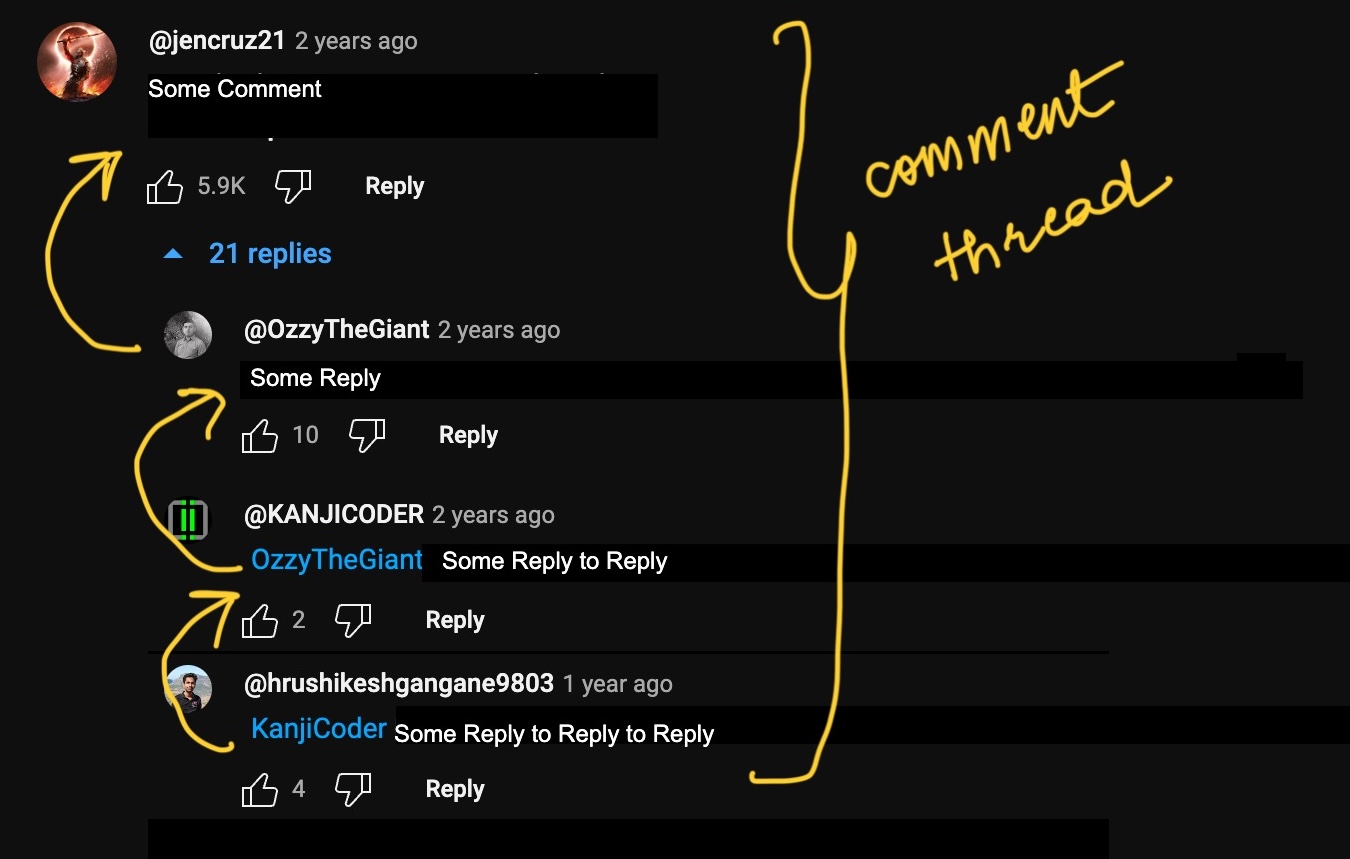 @jencruz21 2 years ago
Some Comment
5.9K Reply
21 replies
@OzzyTheGiant 2 years ago
Some Reply
10 Reply
@KANJICODER 2 years ago
OzzyTheGiant Some Reply to Reply
2 Reply
@hrushikeshgangane9803 1 year ago
KanjiCoder Some Reply to Reply to Reply
4 Reply
comment
thread